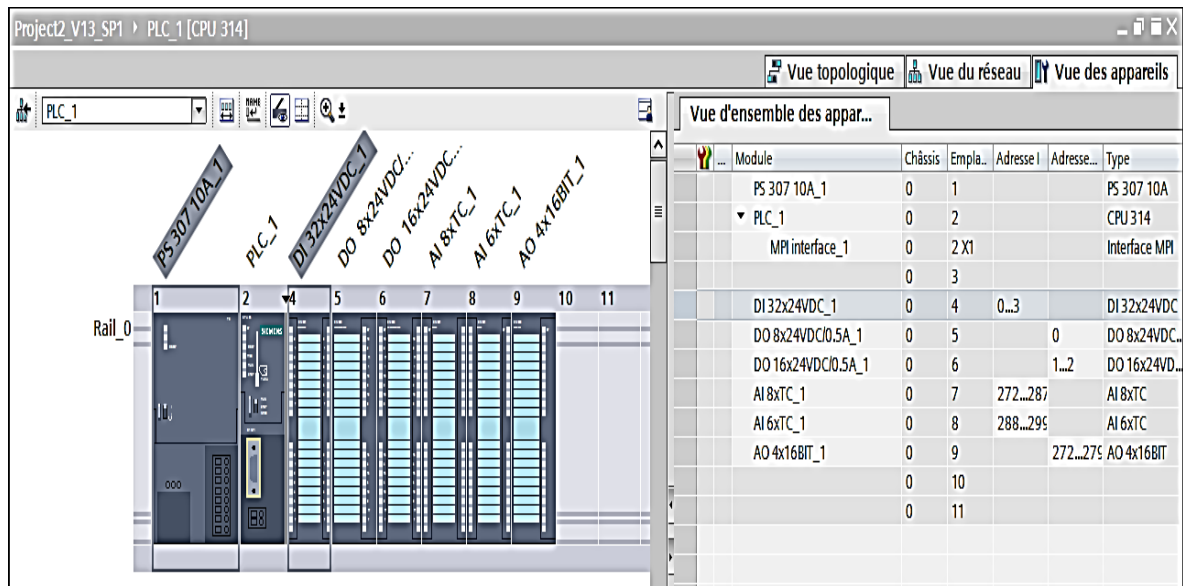 Project2_V13_SP1 ‣ PLC_1 [CPU 314]
Vue topologique Vue du réseau Vue des appareils
PLC_1
Vue d'ensemble des appar...
... Module Châssis Empla.. Adresse I Adresse... Type
PS 307 10A_1 0 1 PS 307 10A
PLC_1 0 2 CPU 314
MPI interface_1 0 2 X1 Interface MPI
0 3
DI 32x24VDC_1 0 4 0...3 DI 32x24VDC
DO 8x24VDC/0.5A_1 0 5 0 DO 8x24VDC..
DO 16x24VDC/0.5A_1 0 6 1...2 DO 16x24VD...
AI 8xTC_1 0 7 272...287 AI 8xTC
AI 6xTC_1 0 8 288...299 AI 6xTC
AO 4x16BIT_1 0 9 272...279 AO 4x16BIT
0 10
0 11
PS 307 10A_1
PLC_1
DI 32x24VDC_1
DO 8x24VDC/...
DO 16x24VDC...
AI 8xTC_1
AI 6xTC_1
AO 4x16BIT_1
1 2 4 5 6 7 8 9 10 11
Rail_0
SIEMENS